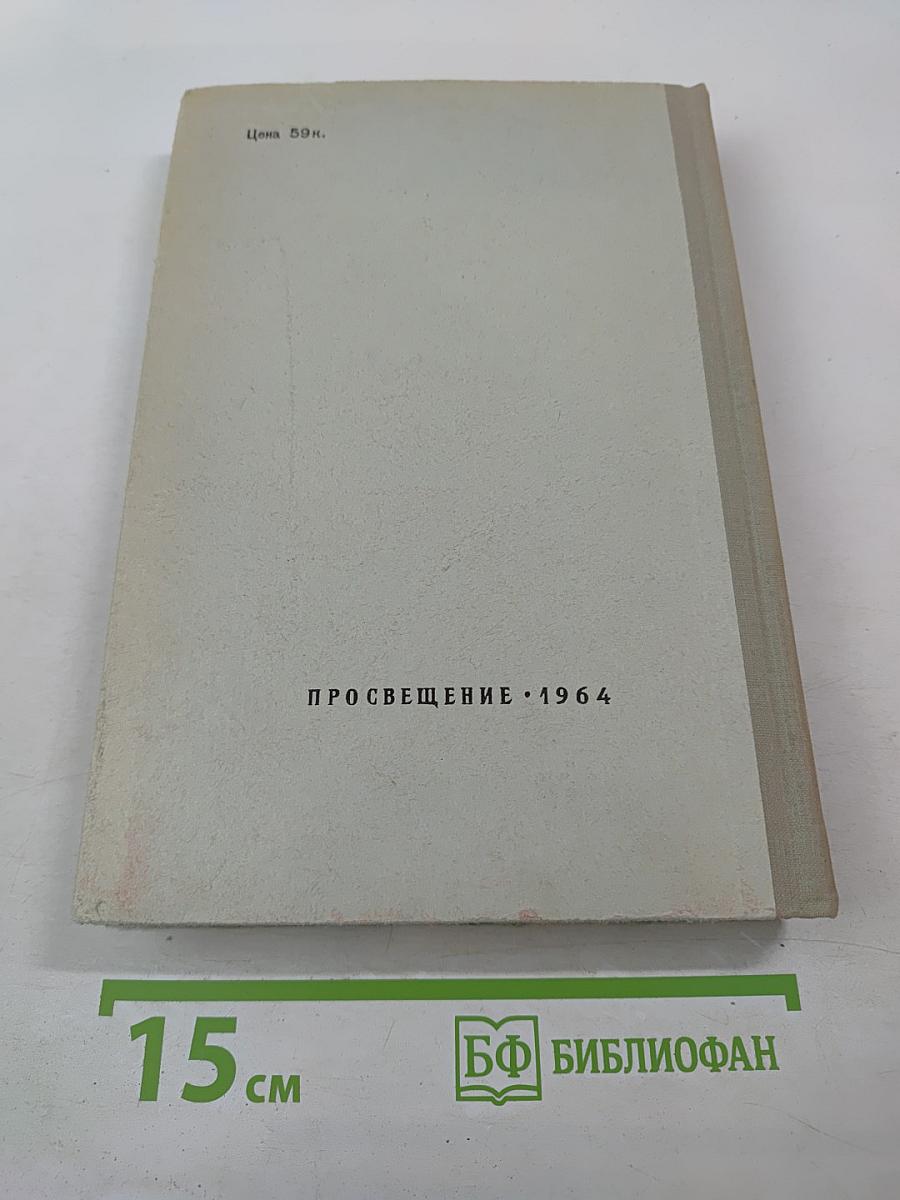 Цена 59к.
ПРОСВЕЩЕНИЕ • 1964
15 см
БФ БИБЛИОФАН